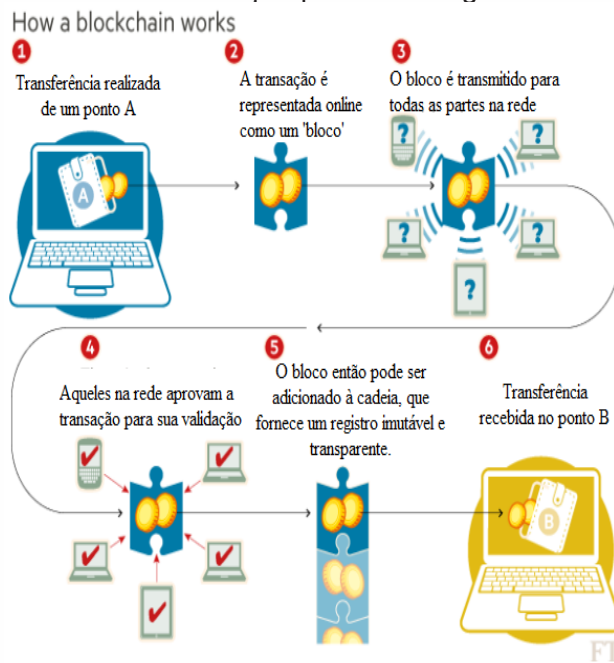 How a blockchain works
1
Transferência realizada
de um ponto A
2
A transação é
representada online
como um 'bloco'
3
O bloco é transmitido para
todas as partes na rede
A
?
?
?
?
?
4
Aqueles na rede aprovam a
transação para sua validação
5
O bloco então pode ser
adicionado à cadeia, que
fornece um registro imutável e
transparente.
6
Transferência
recebida no ponto B
B
FT